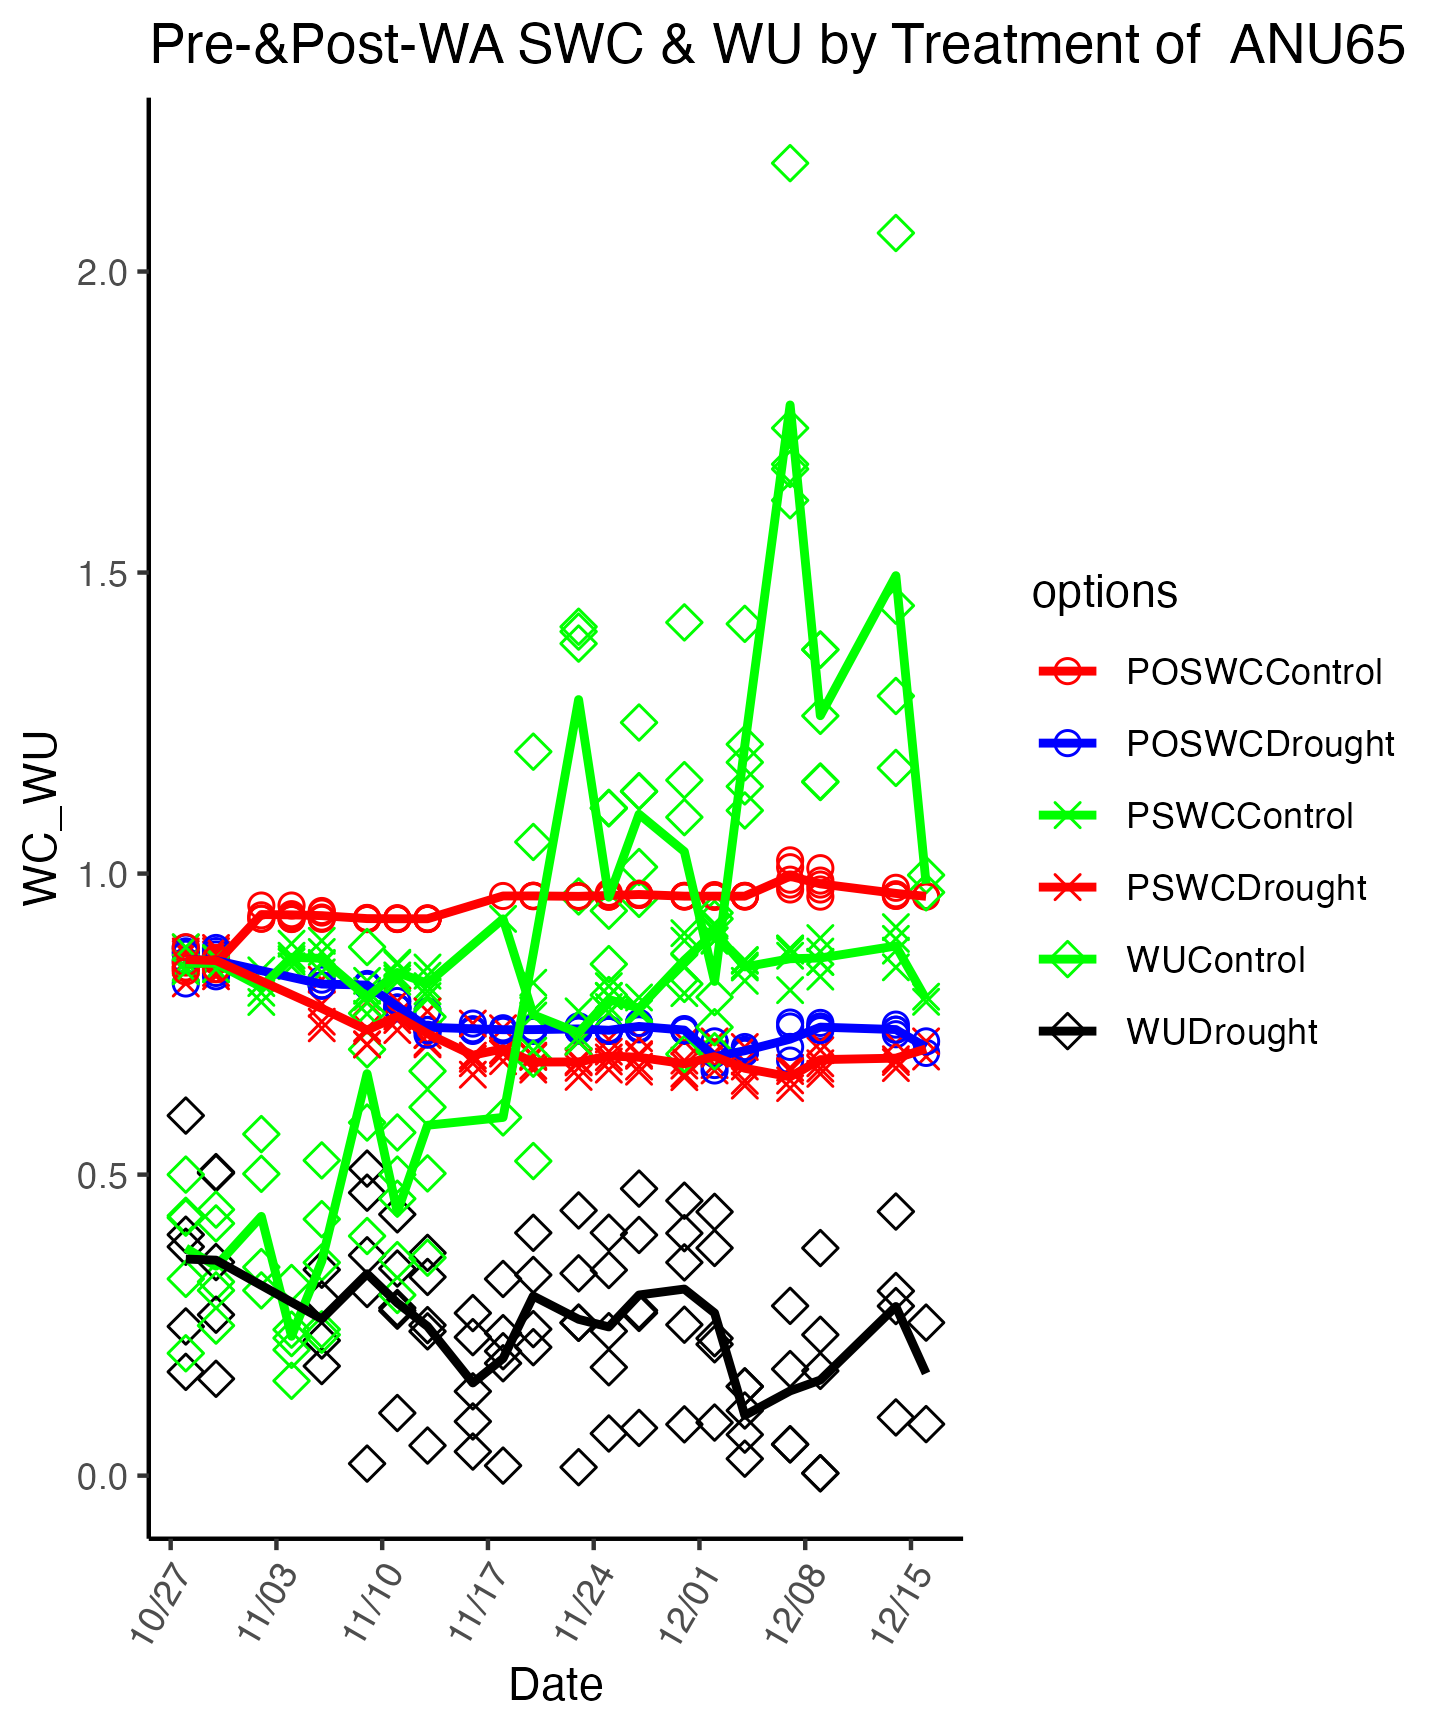 Pre-&Post-WA SWC & WU by Treatment of  ANU65
WC_WU
2.0
1.5
1.0
0.5
0.0
10/27
11/03
11/10
11/17
11/24
12/01
12/08
12/15
Date
options
POSWCControl
POSWCDrought
PSWCControl
PSWCDrought
WUControl
WUDrought